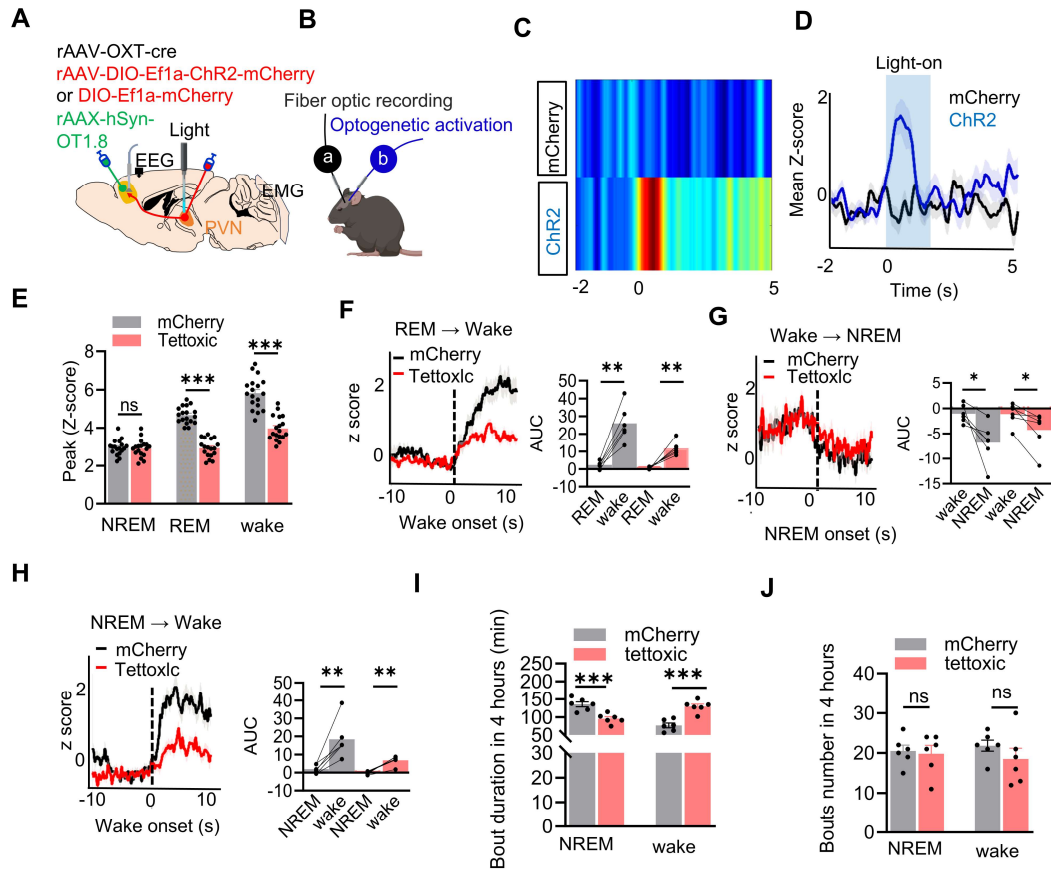 A
rAAV-OXT-cre
rAAV-DIO-Ef1a-ChR2-mCherry
or DIO-Ef1a-mCherry
rAAX-hSyn-
OT1.8
Light
EEG
EMG
PVN
B
Fiber optic recording
Optogenetic activation
a
b
C
mCherry
ChR2
-2
0
5
D
Light-on
mCherry
ChR2
Mean Z-score
2
0
-2
0
5
Time (s)
E
mCherry
Tettoxic
Peak (Z-score)
8
6
4
2
0
ns
***
***
NREM
REM
wake
F
REM → Wake
mCherry
TettoxIc
z score
2
0
-10
0
10
Wake onset (s)
AUC
50
40
30
20
10
0
-10
**
**
REM
wake
REM
wake
G
Wake → NREM
mCherry
TettoxIc
z score
2
0
-10
0
10
NREM onset (s)
AUC
5
0
-5
-10
-15
*
*
wake
NREM
wake
NREM
H
NREM → Wake
mCherry
TettoxIc
z score
2
0
-10
0
10
Wake onset (s)
AUC
50
40
30
20
10
0
-10
**
**
NREM
wake
NREM
wake
I
mCherry
tettoxic
Bout duration in 4 hours (min)
250
200
150
100
50
30
20
10
0
***
***
NREM
wake
J
mCherry
tettoxic
Bouts number in 4 hours
40
30
20
10
0
ns
ns
NREM
wake